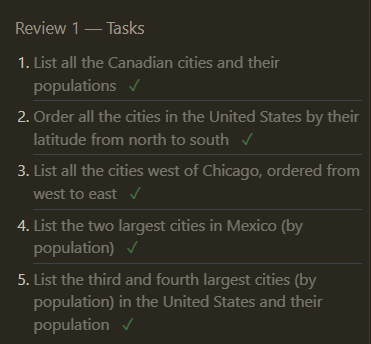 Review 1 — Tasks
1. List all the Canadian cities and their
populations ✓
2. Order all the cities in the United States by their
latitude from north to south ✓
3. List all the cities west of Chicago, ordered from
west to east ✓
4. List the two largest cities in Mexico (by
population) ✓
5. List the third and fourth largest cities (by
population) in the United States and their
population ✓